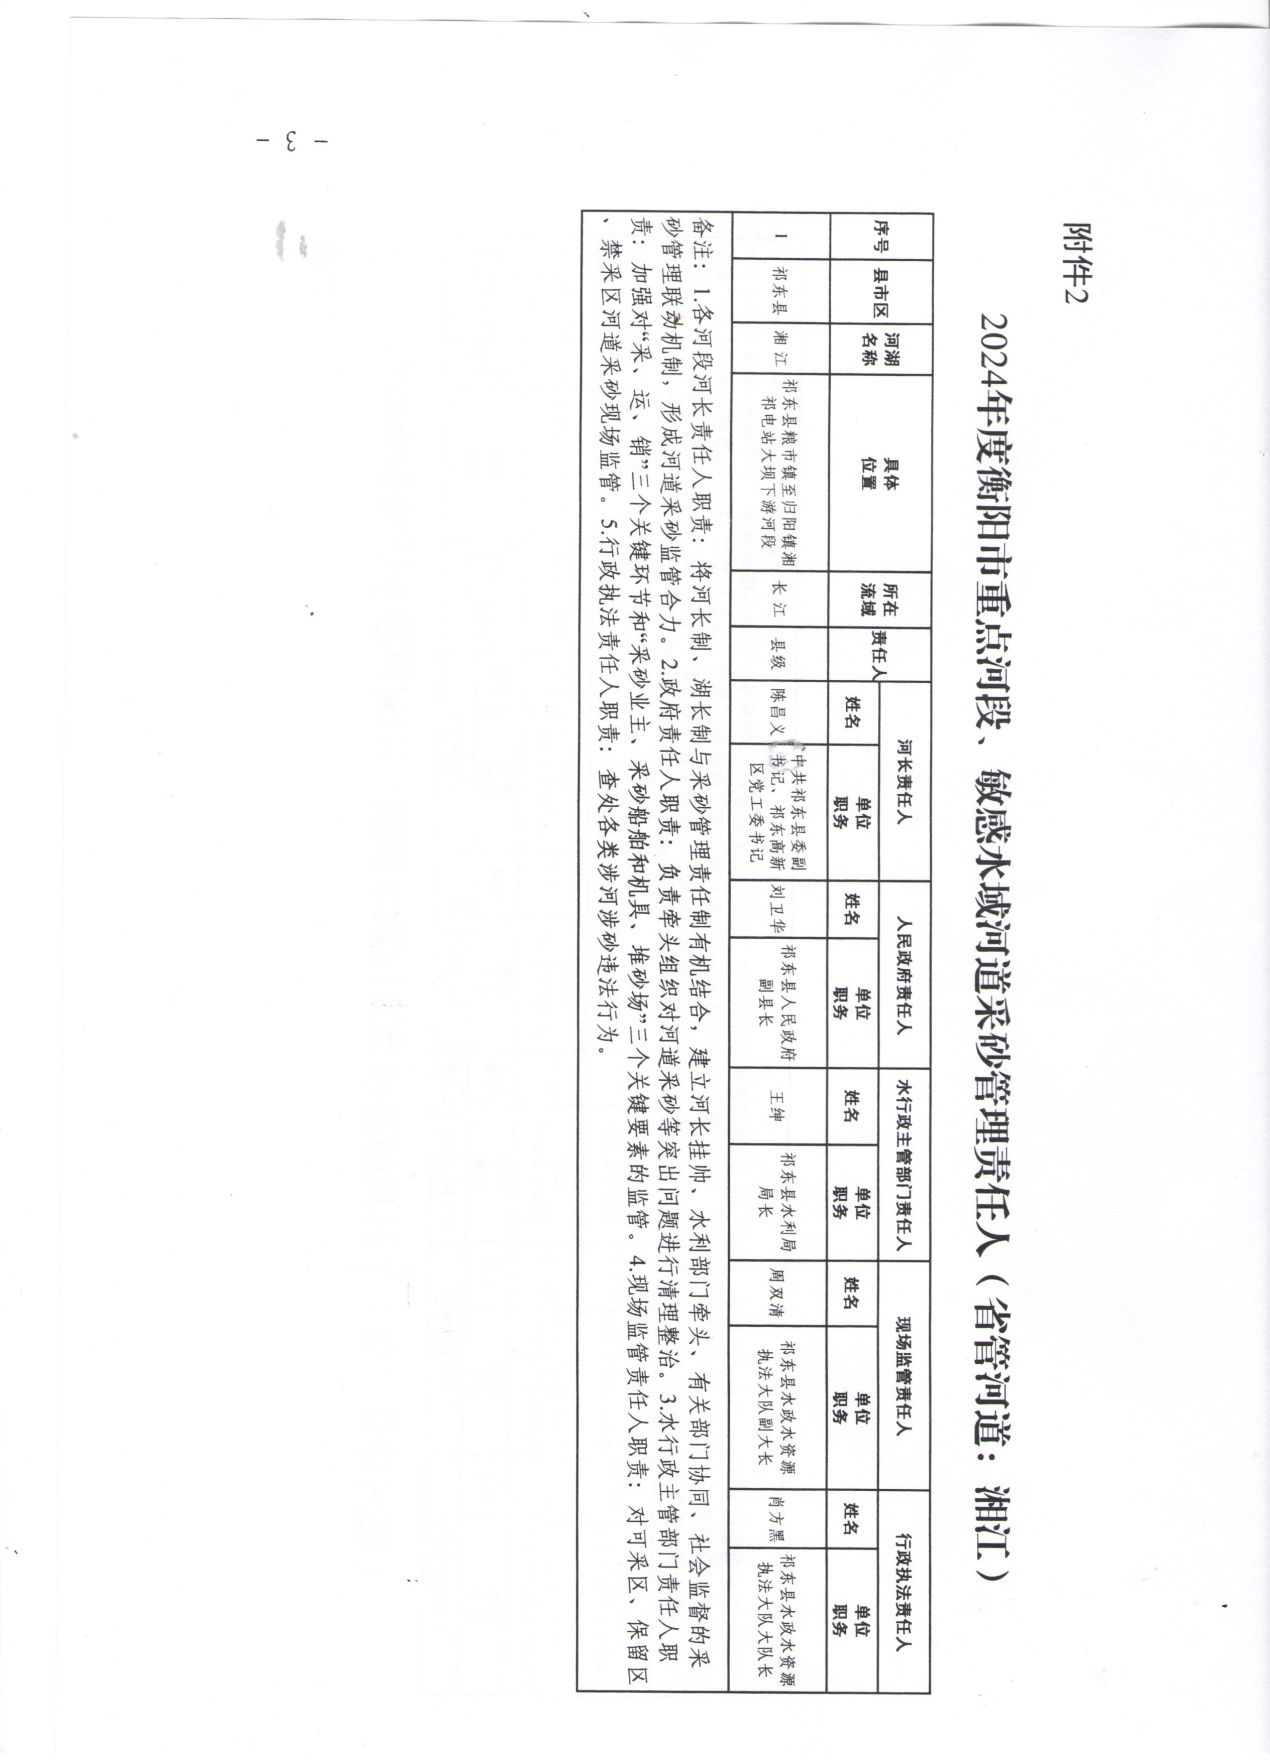 附件2
2024年度衡阳市重点河段、敏感水域河道采砂管理责任人（省管河道：湘江）
序号 县市区 河湖名称 具体位置 所在流域 责任人 河长责任人 人民政府责任人 水行政主管部门责任人 现场监管责任人 行政执法责任人
姓名 单位职务 姓名 单位职务 姓名 单位职务 姓名 单位职务 姓名 单位职务
1 祁东县 湘江 祁东县粮市镇至归阳镇湘祁电站大坝下游河段 长江 县级 陈昌义 中共祁东县委副书记、祁东高新区党工委书记 刘卫华 祁东县人民政府副县长 王绅 祁东县水利局局长 周双清 祁东县水政水资源执法大队副大长 肖方黑 祁东县水政水资源执法大队大队长
备注：1.各河段河长责任人职责：将河长制、湖长制与采砂管理责任制有机结合，建立河长挂帅、水利部门牵头、有关部门协同、社会监督的采
砂管理联动机制，形成河道采砂监管合力。2.政府责任人职责：负责牵头组织对河道采砂等突出问题进行清理整治。3.水行政主管部门责任人职
责：加强对“采、运、销”三个关键环节和“采砂业主、采砂船舶和机具、堆砂场”三个关键要素的监管。4.现场监管责任人职责：对可采区、保留区
、禁采区河道采砂现场监管。5.行政执法责任人职责：查处各类涉河涉砂违法行为。
- 3 -